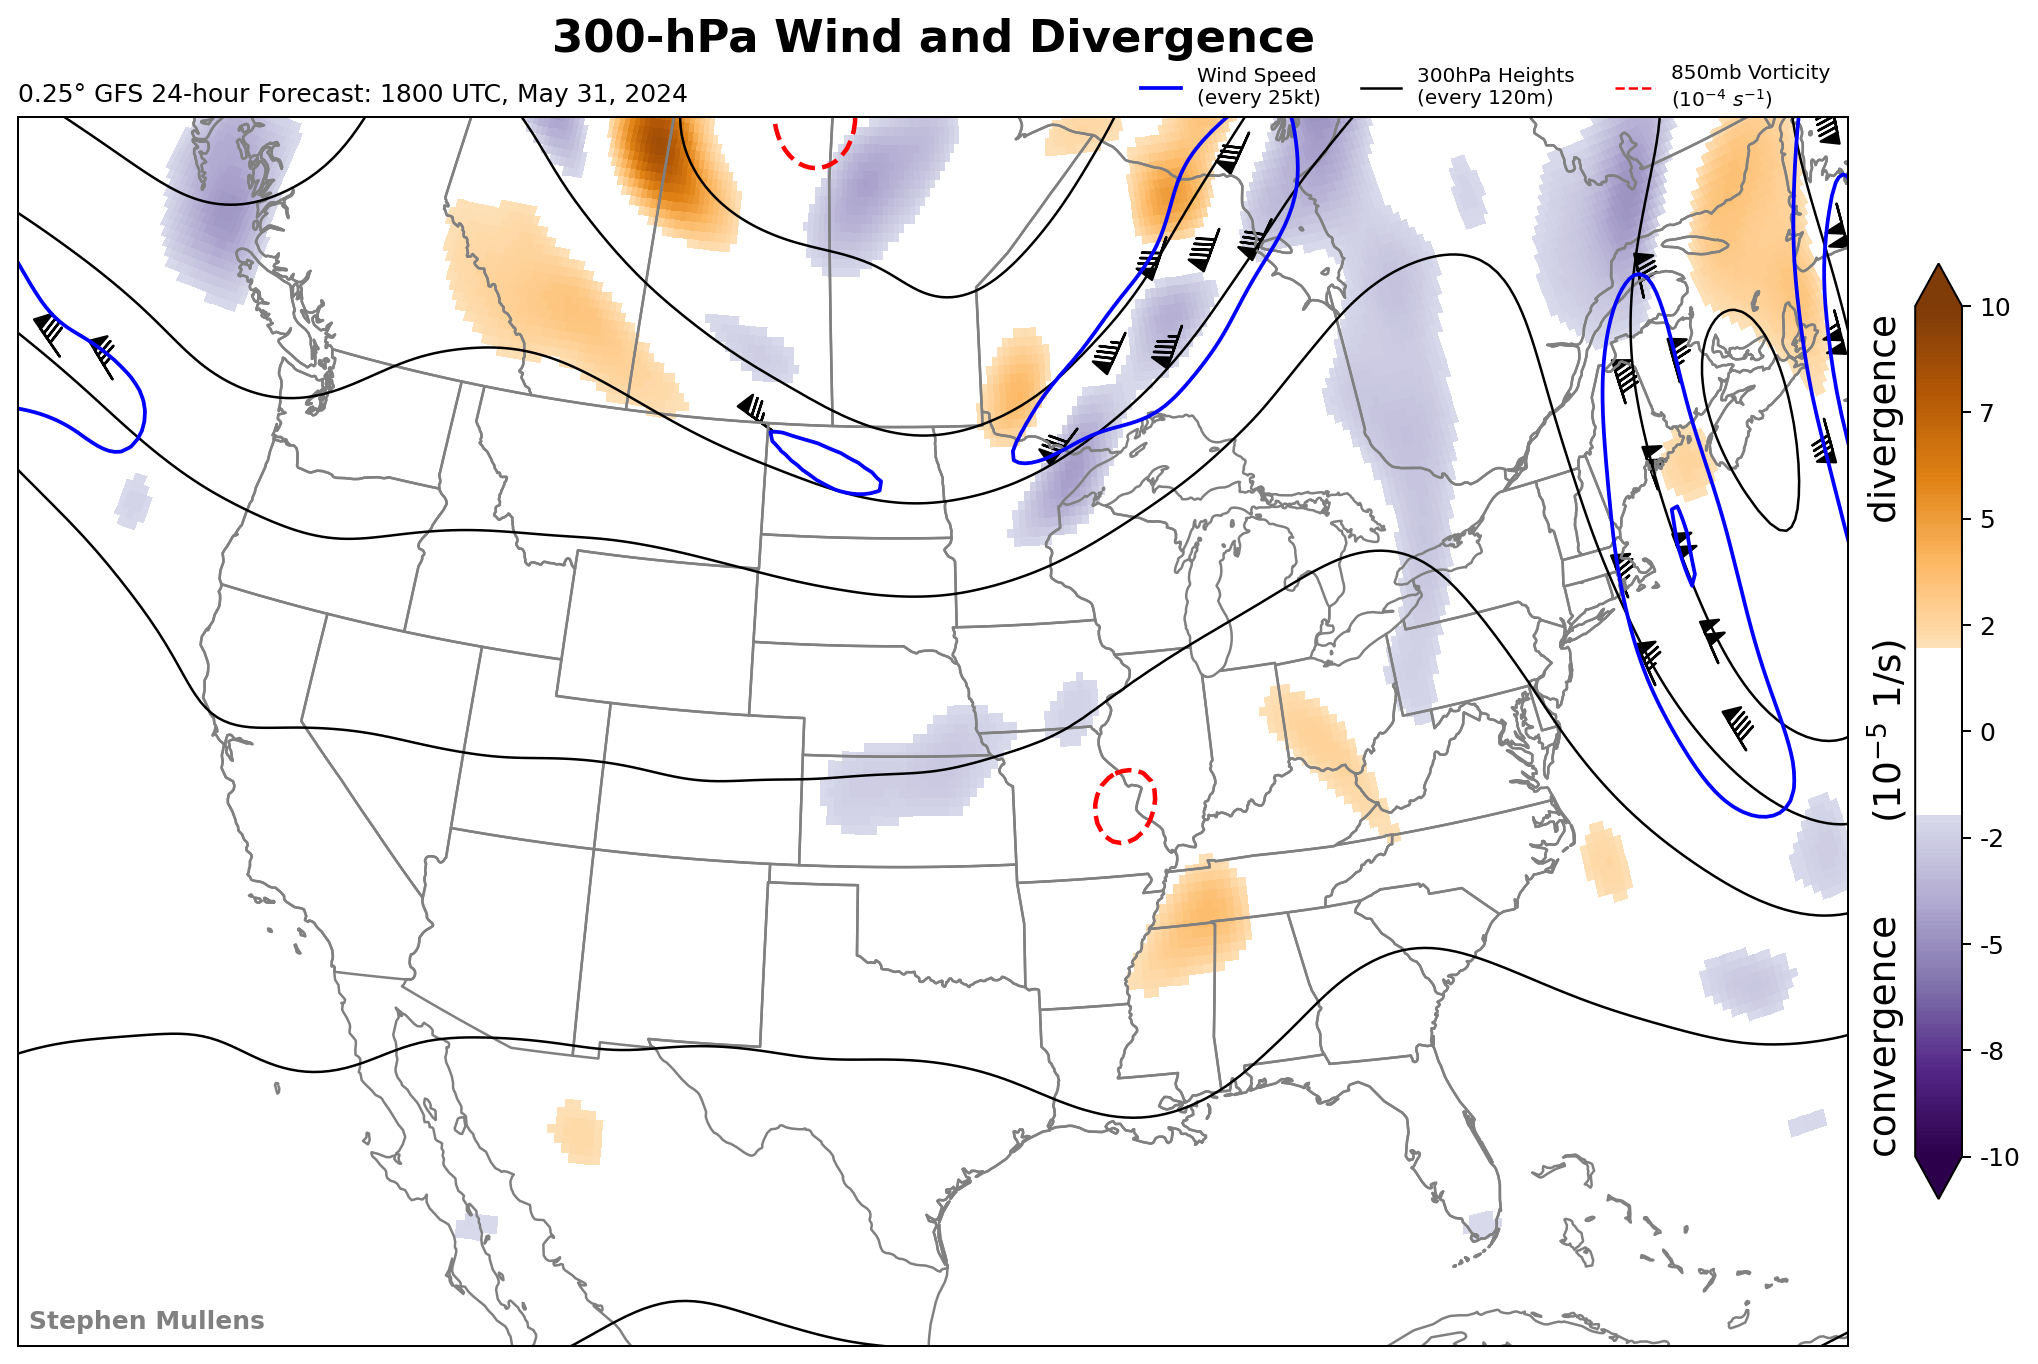 300-hPa Wind and Divergence
0.25° GFS 24-hour Forecast: 1800 UTC, May 31, 2024
Wind Speed
(every 25kt)
300hPa Heights
(every 120m)
850mb Vorticity
(10⁻⁴ s⁻¹)
10
7
5
2
0
-2
-5
-8
-10
convergence (10⁻⁵ 1/s) divergence
Stephen Mullens